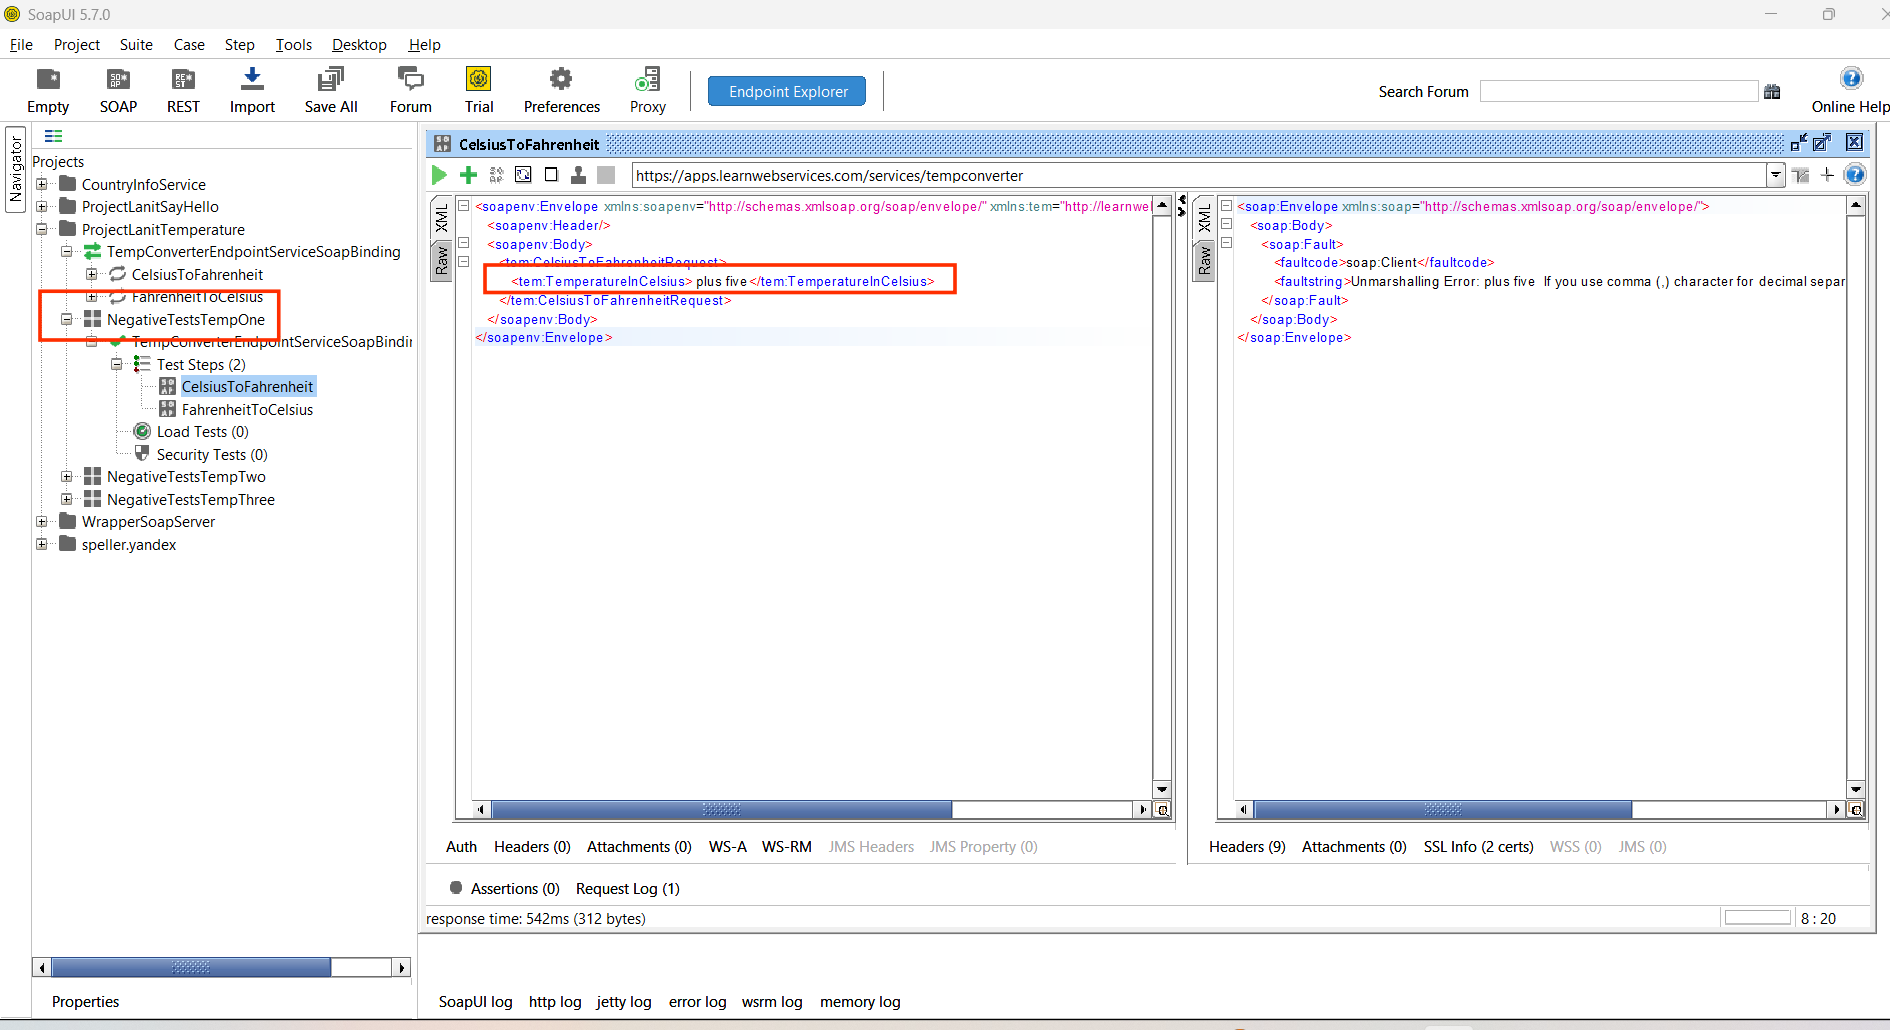 SoapUI 5.7.0
File Project Suite Case Step Tools Desktop Help
Empty SOAP REST Import Save All Forum Trial Preferences Proxy Endpoint Explorer Search Forum Online Help
Navigator
Projects
CountryInfoService
ProjectLanitSayHello
ProjectLanitTemperature
TempConverterEndpointServiceSoapBinding
CelsiusToFahrenheit
FahrenheitToCelsius
NegativeTestsTempOne
TempConverterEndpointServiceSoapBindin
Test Steps (2)
CelsiusToFahrenheit
FahrenheitToCelsius
Load Tests (0)
Security Tests (0)
NegativeTestsTempTwo
NegativeTestsTempThree
WrapperSoapServer
speller.yandex
Properties
CelsiusToFahrenheit
https://apps.learnwebservices.com/services/tempconverter
XML
Raw
<soapenv:Envelope xmlns:soapenv="http://schemas.xmlsoap.org/soap/envelope/" xmlns:tem="http://learnwe
<soapenv:Header/>
<soapenv:Body>
<tem:CelsiusToFahrenheitRequest>
<tem:TemperatureInCelsius> plus five </tem:TemperatureInCelsius>
</tem:CelsiusToFahrenheitRequest>
</soapenv:Body>
</soapenv:Envelope>
XML
Raw
<soap:Envelope xmlns:soap="http://schemas.xmlsoap.org/soap/envelope/">
<soap:Body>
<soap:Fault>
<faultcode>soap:Client</faultcode>
<faultstring>Unmarshalling Error: plus five  If you use comma (,) character for decimal separ
</soap:Fault>
</soap:Body>
</soap:Envelope>
Auth Headers (0) Attachments (0) WS-A WS-RM JMS Headers JMS Property (0)
Headers (9) Attachments (0) SSL Info (2 certs) WSS (0) JMS (0)
Assertions (0) Request Log (1)
response time: 542ms (312 bytes)
8 : 20
SoapUI log http log jetty log error log wsrm log memory log